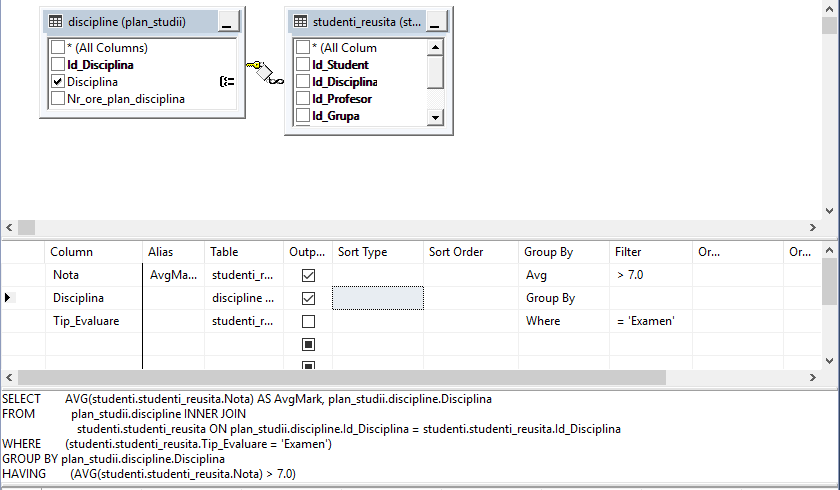 discipline (plan_studii)
* (All Columns)
Id_Disciplina
Disciplina
Nr_ore_plan_disciplina
studenti_reusita (st...
* (All Colum
Id_Student
Id_Disciplina
Id_Profesor
Id_Grupa
Column Alias Table Outp... Sort Type Sort Order Group By Filter Or... Or...
Nota AvgMa... studenti_r... Avg > 7.0
Disciplina discipline ... Group By
Tip_Evaluare studenti_r... Where = 'Examen'
SELECT AVG(studenti.studenti_reusita.Nota) AS AvgMark, plan_studii.discipline.Disciplina
FROM plan_studii.discipline INNER JOIN
studenti.studenti_reusita ON plan_studii.discipline.Id_Disciplina = studenti.studenti_reusita.Id_Disciplina
WHERE (studenti.studenti_reusita.Tip_Evaluare = 'Examen')
GROUP BY plan_studii.discipline.Disciplina
HAVING (AVG(studenti.studenti_reusita.Nota) > 7.0)